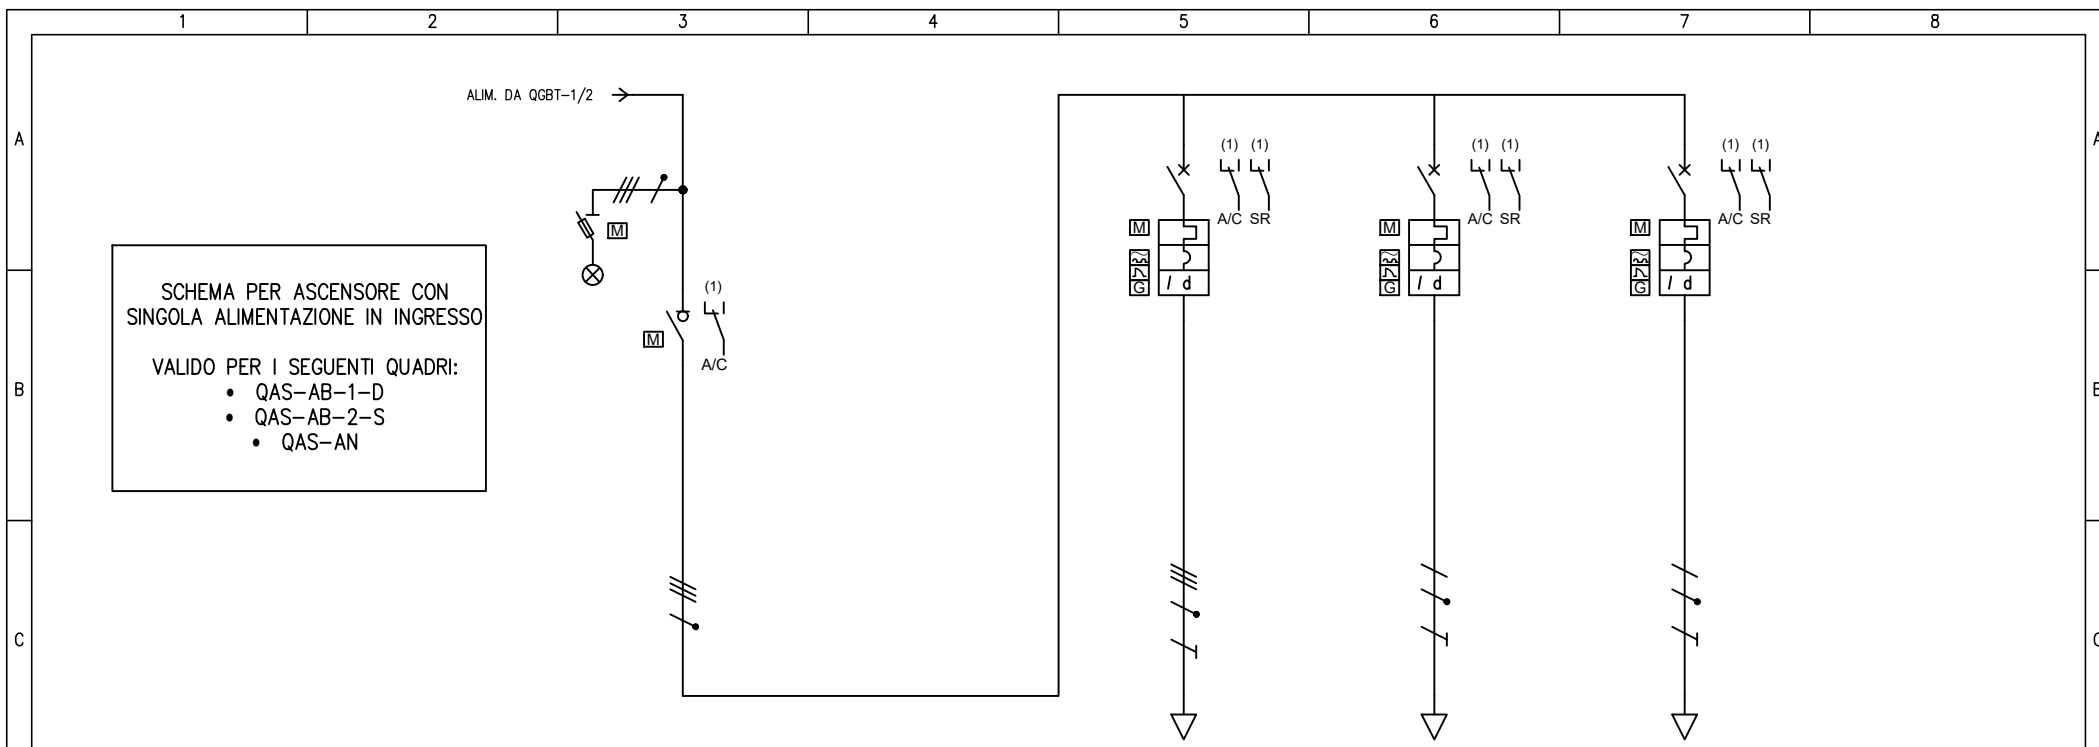 1 2 3 4 5 6 7 8
ALIM. DA QGBT-1/2
A A
(1) (1) (1) (1) (1) (1)
A/C SR A/C SR A/C SR
M M M M
G G G
I d I d I d
SCHEMA PER ASCENSORE CON
SINGOLA ALIMENTAZIONE IN INGRESSO
VALIDO PER I SEGUENTI QUADRI:
• QAS-AB-1-D
• QAS-AB-2-S
• QAS-AN
(1)
M
A/C
B B
C C